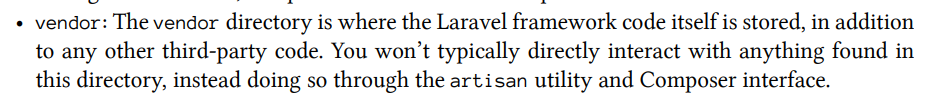 • vendor: The vendor directory is where the Laravel framework code itself is stored, in addition
to any other third-party code. You won’t typically directly interact with anything found in
this directory, instead doing so through the artisan utility and Composer interface.